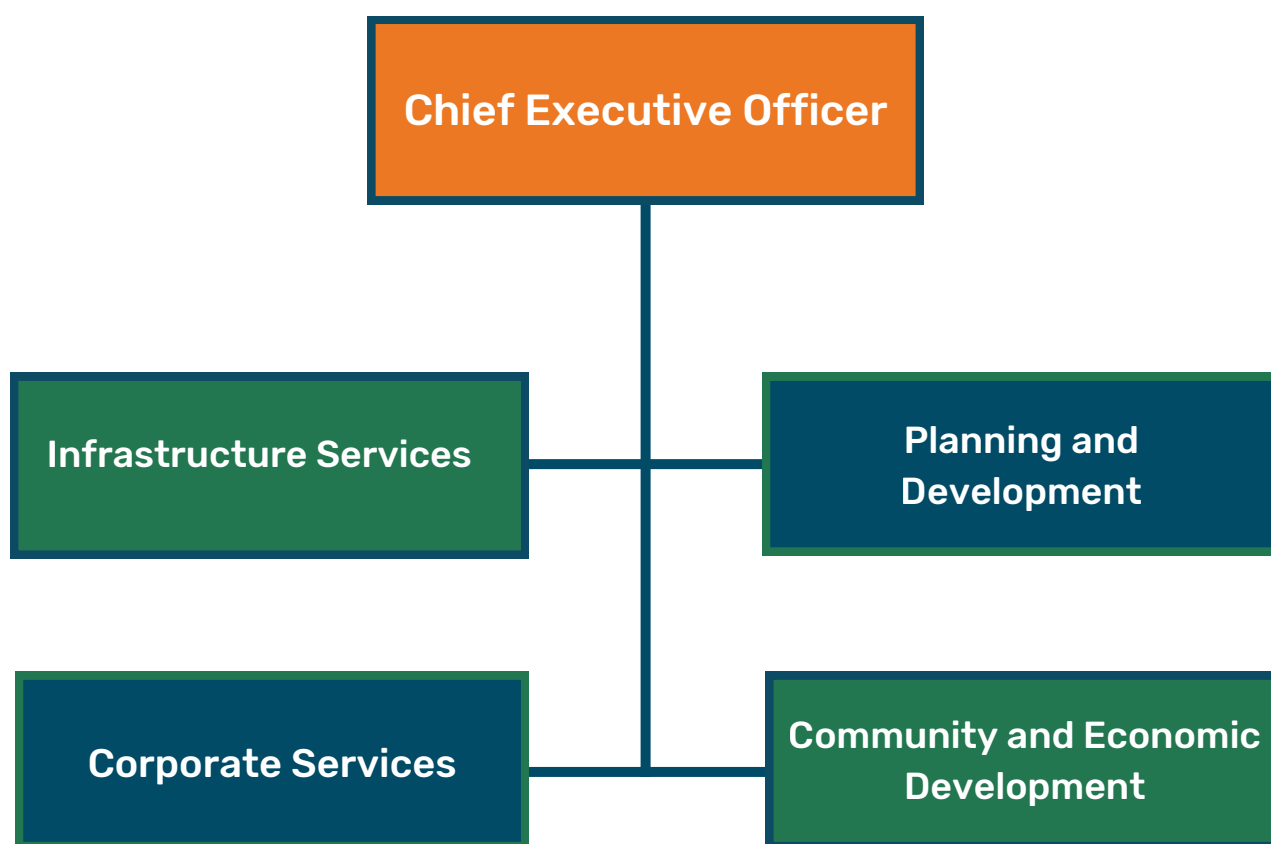 Chief Executive Officer
Infrastructure Services
Planning and
Development
Corporate Services
Community and Economic
Development